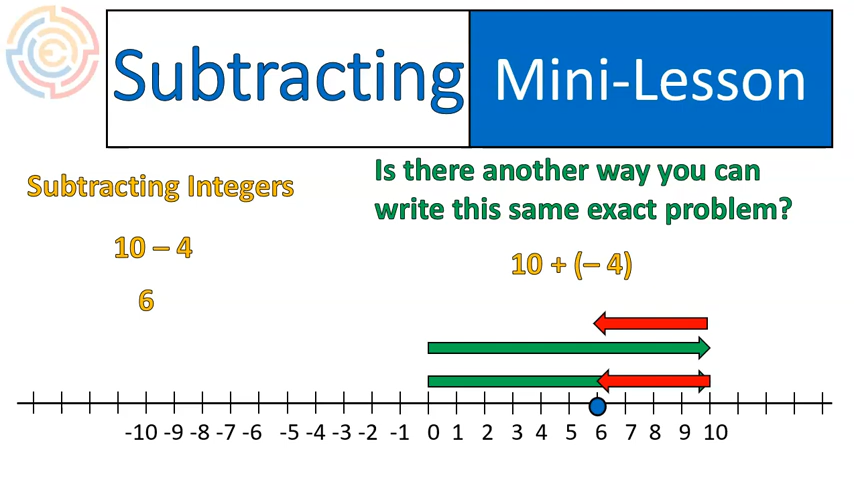 Subtracting Mini-Lesson
Subtracting Integers
10 – 4
6
Is there another way you can
write this same exact problem?
10 + (– 4)
-10 -9 -8 -7 -6 -5 -4 -3 -2 -1 0 1 2 3 4 5 6 7 8 9 10